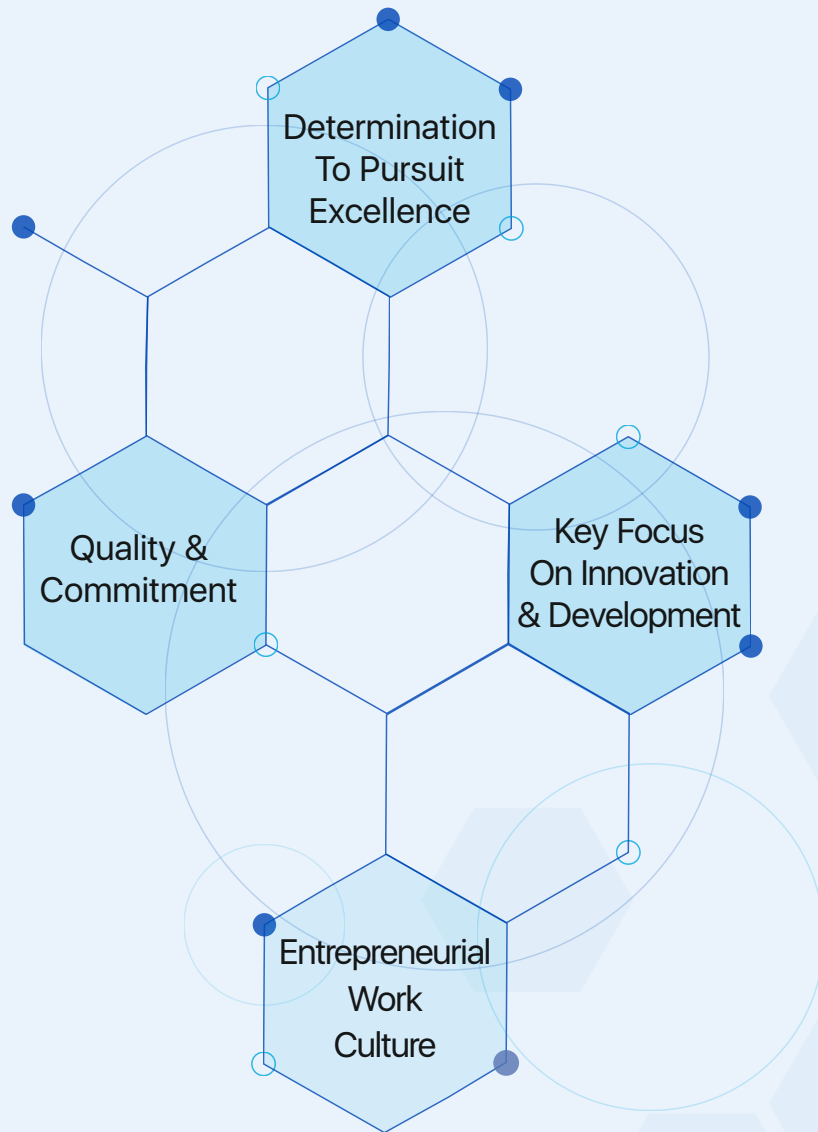 Determination
To Pursuit
Excellence
Quality &
Commitment
Key Focus
On Innovation
& Development
Entrepreneurial
Work
Culture